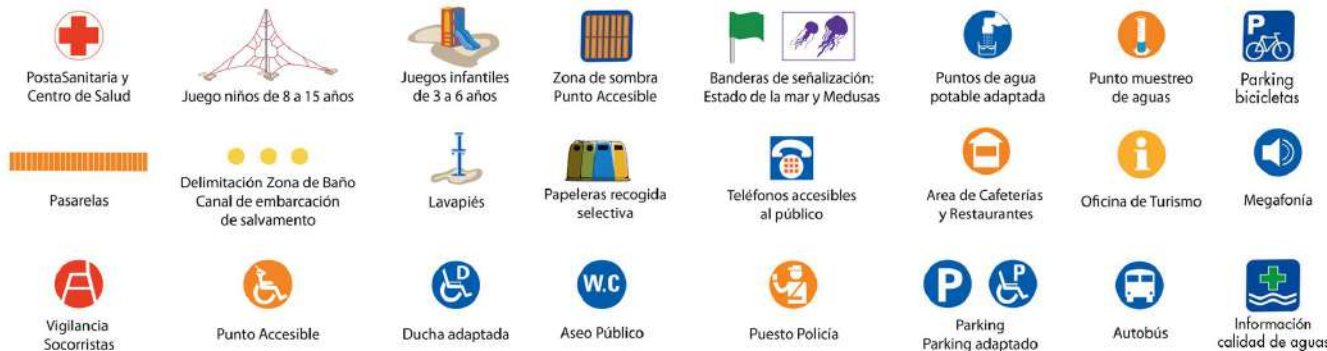 PostaSanitaria y
Centro de Salud
Juego niños de 8 a 15 años
Juegos infantiles
de 3 a 6 años
Zona de sombra
Punto Accesible
Banderas de señalización:
Estado de la mar y Medusas
Puntos de agua
potable adaptada
Punto muestreo
de aguas
P
Parking
bicicletas
Pasarelas
Delimitación Zona de Baño
Canal de embarcación
de salvamento
Lavapiés
Papeleras recogida
selectiva
Teléfonos accesibles
al público
Area de Cafeterías
y Restaurantes
i
Oficina de Turismo
Megafonía
Vigilancia
Socorristas
Punto Accesible
D
Ducha adaptada
W.C
Aseo Público
Puesto Policía
P
P
Parking
Parking adaptado
Autobús
Información
calidad de aguas